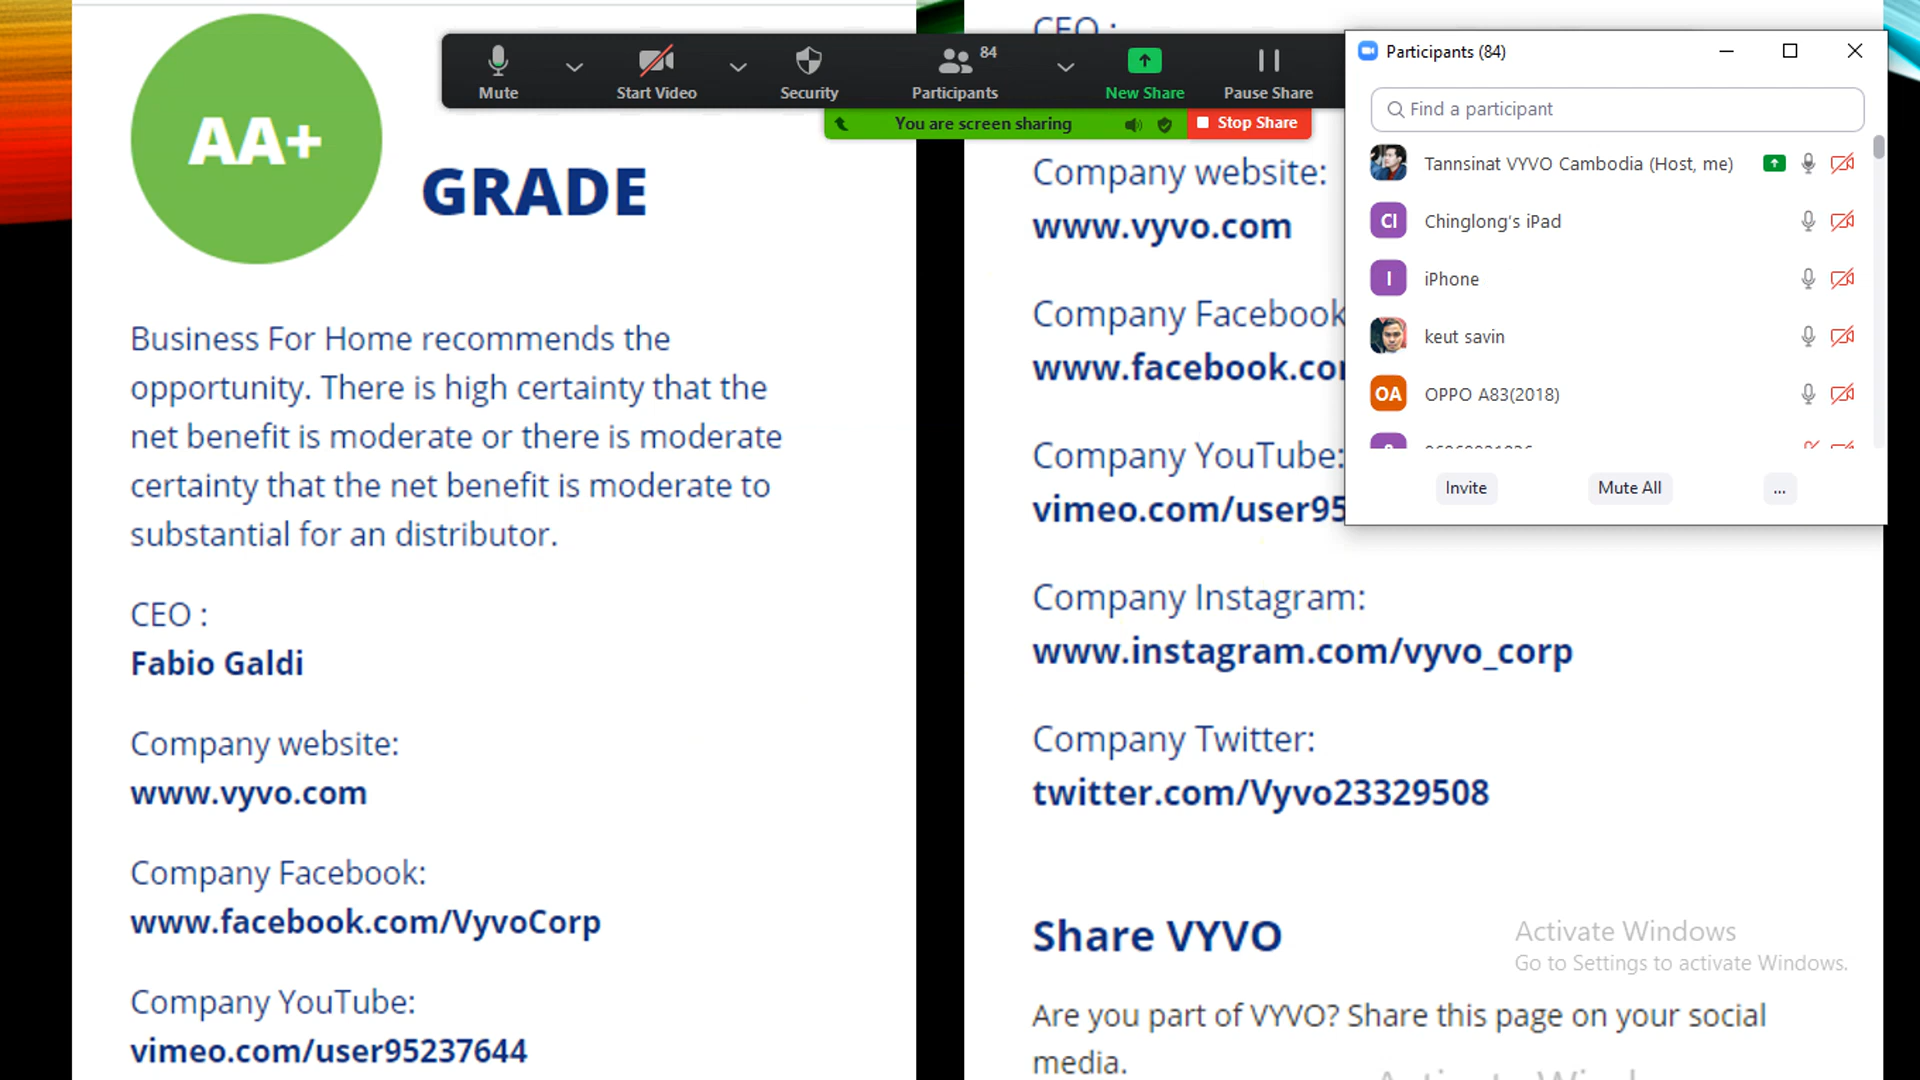 AA+
GRADE
Business For Home recommends the
opportunity. There is high certainty that the
net benefit is moderate or there is moderate
certainty that the net benefit is moderate to
substantial for an distributor.
CEO :
Fabio Galdi
Company website:
www.vyvo.com
Company Facebook:
www.facebook.com/VyvoCorp
Company YouTube:
vimeo.com/user95237644
Mute
Start Video
Security
84
Participants
New Share
Pause Share
You are screen sharing
Stop Share
CEO :
Company website:
www.vyvo.com
Company Facebook
www.facebook.co
Company YouTube:
vimeo.com/user95
Company Instagram:
www.instagram.com/vyvo_corp
Company Twitter:
twitter.com/Vyvo23329508
Share VYVO
Are you part of VYVO? Share this page on your social
media.
Participants (84)
Find a participant
Tannsinat VYVO Cambodia (Host, me)
CI Chinglong's iPad
I iPhone
keut savin
OA OPPO A83(2018)
Invite
Mute All
...
Activate Windows
Go to Settings to activate Windows.